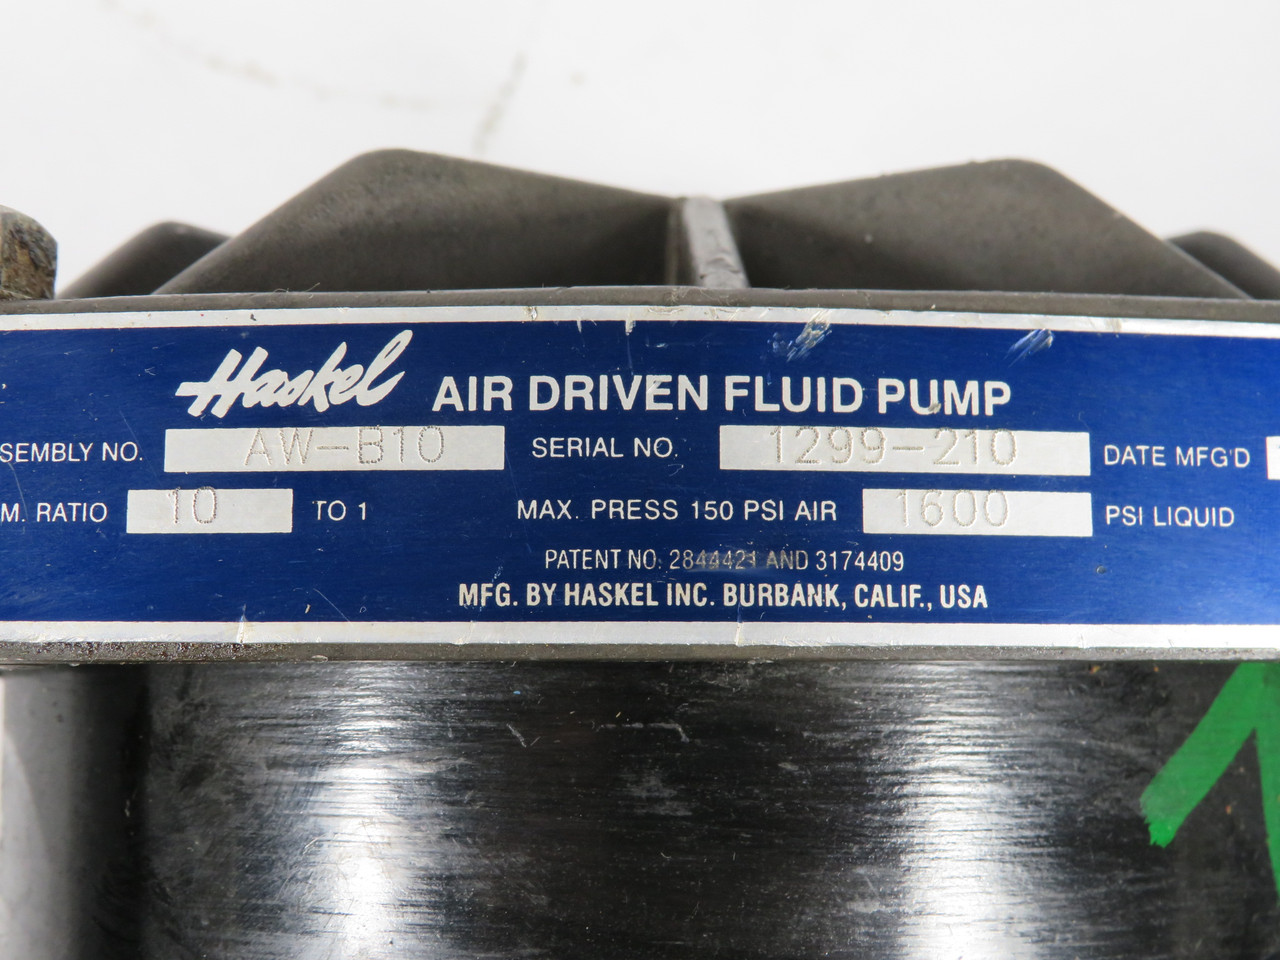 Haskel AIR DRIVEN FLUID PUMP
SEMBLY NO. AW-B10 SERIAL NO. 1299-210 DATE MFG'D
M. RATIO 10 TO 1 MAX. PRESS 150 PSI AIR 1600 PSI LIQUID
PATENT NO. 2844421 AND 3174409
MFG. BY HASKEL INC. BURBANK, CALIF., USA